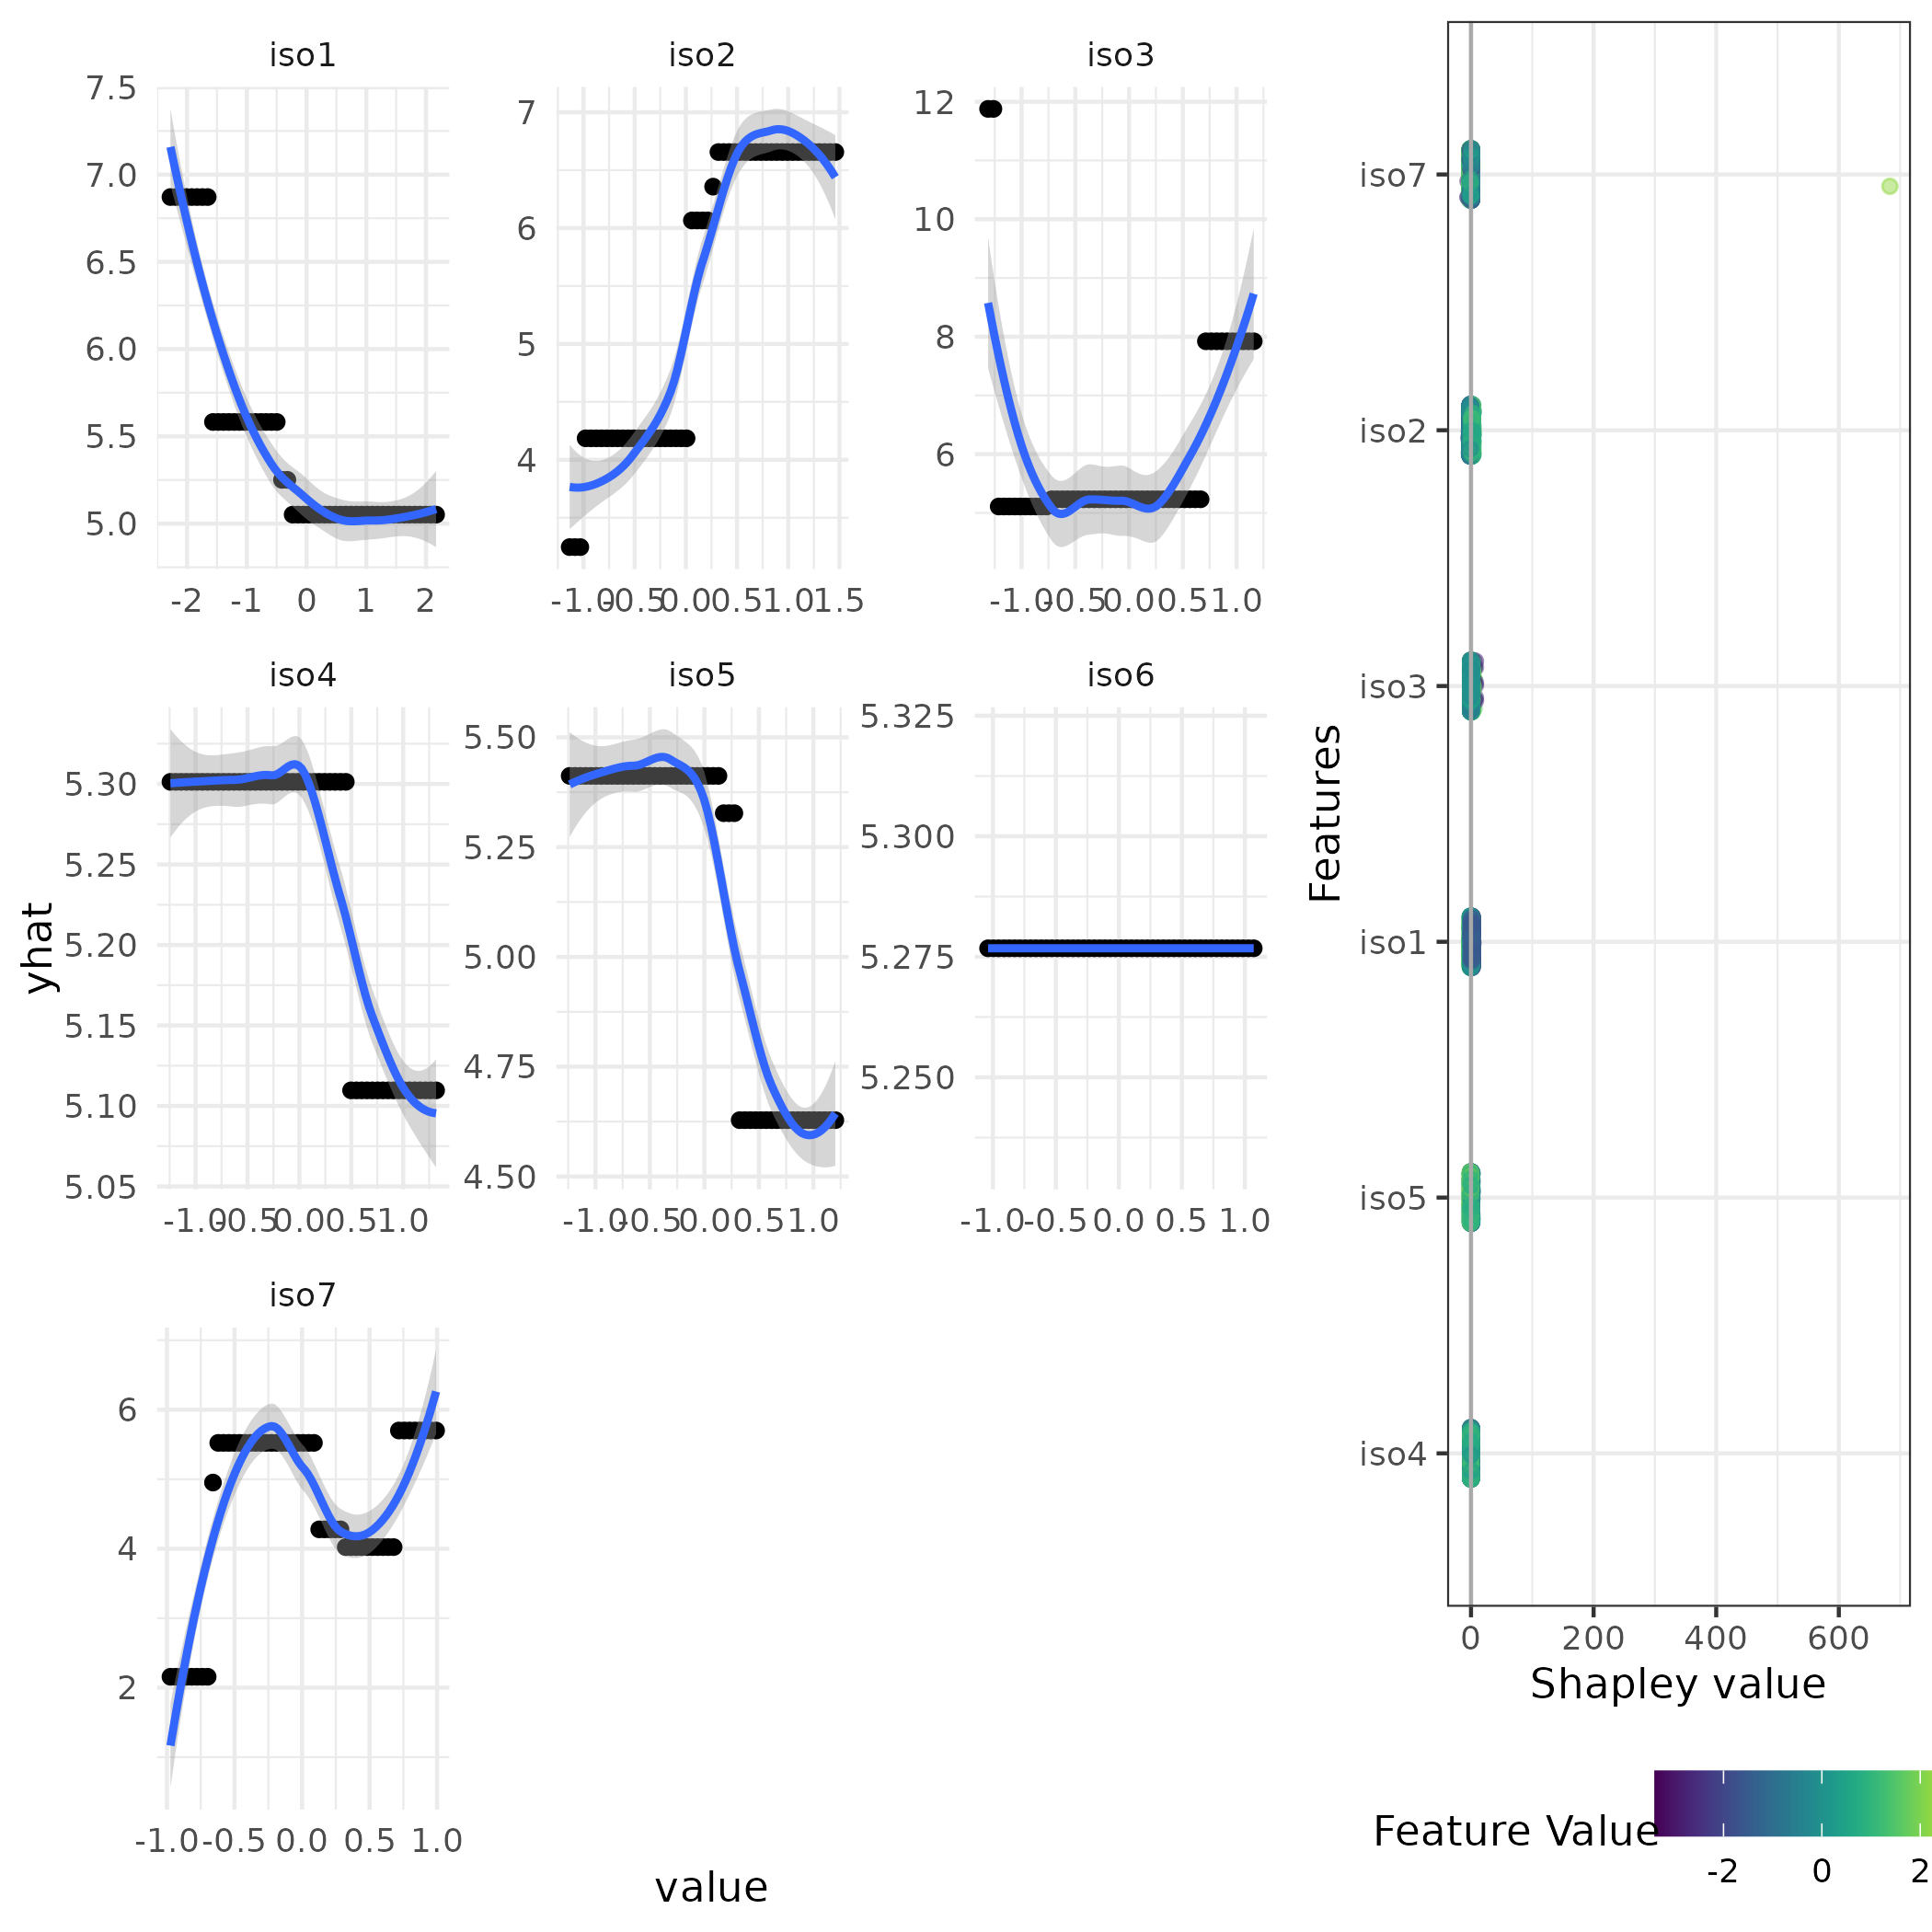 iso1
7.5
7.0
6.5
6.0
5.5
5.0
-2 -1 0 1 2
iso2
7
6
5
4
-1.0 -0.5 0.0 0.5 1.0 1.5
iso3
12
10
8
6
-1.0 -0.5 0.0 0.5 1.0
iso4
5.30
5.25
5.20
5.15
5.10
5.05
-1.0 -0.5 0.0 0.5 1.0
iso5
5.50
5.25
5.00
4.75
4.50
-1.0 -0.5 0.0 0.5 1.0
iso6
5.325
5.300
5.275
5.250
-1.0 -0.5 0.0 0.5 1.0
iso7
6
4
2
-1.0 -0.5 0.0 0.5 1.0
yhat
value
Features
iso7
iso2
iso3
iso1
iso5
iso4
0 200 400 600
Shapley value
Feature Value
-2 0 2